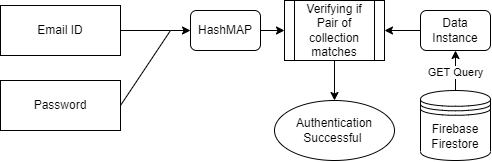 Email ID
Password
HashMAP
Verifying if
Pair of
collection
matches
Data
Instance
GET Query
Firebase
Firestore
Authentication
Successful